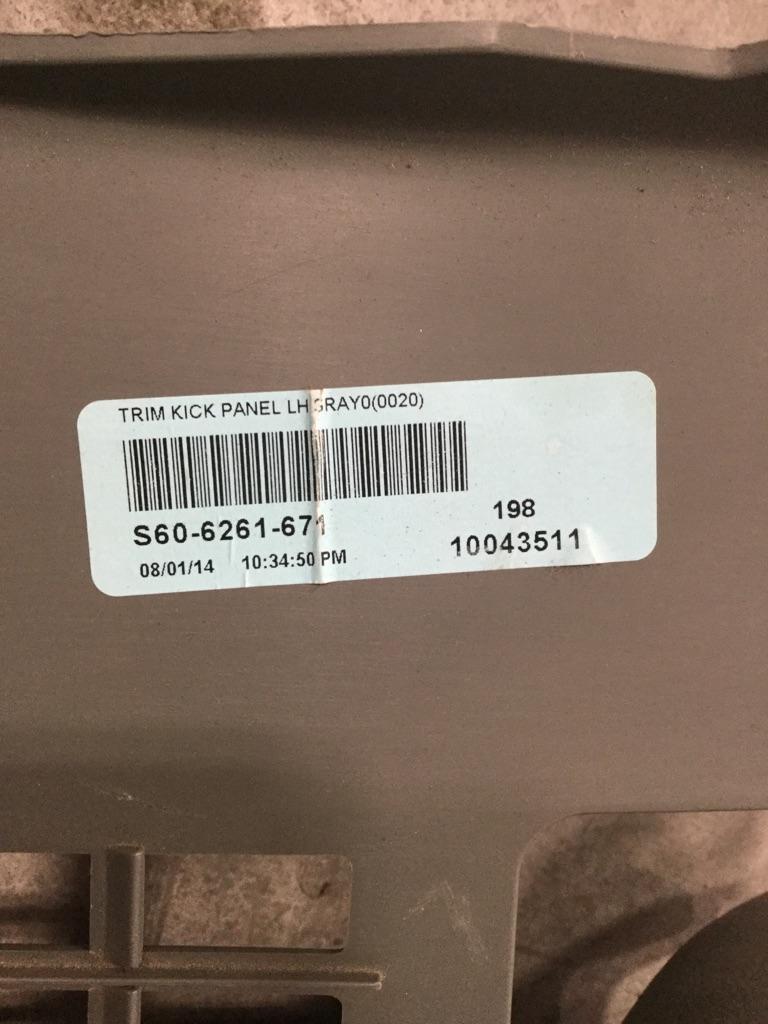 TRIM KICK PANEL LH GRAY0(0020)
S60-6261-671
198
08/01/14 10:34:50 PM
10043511